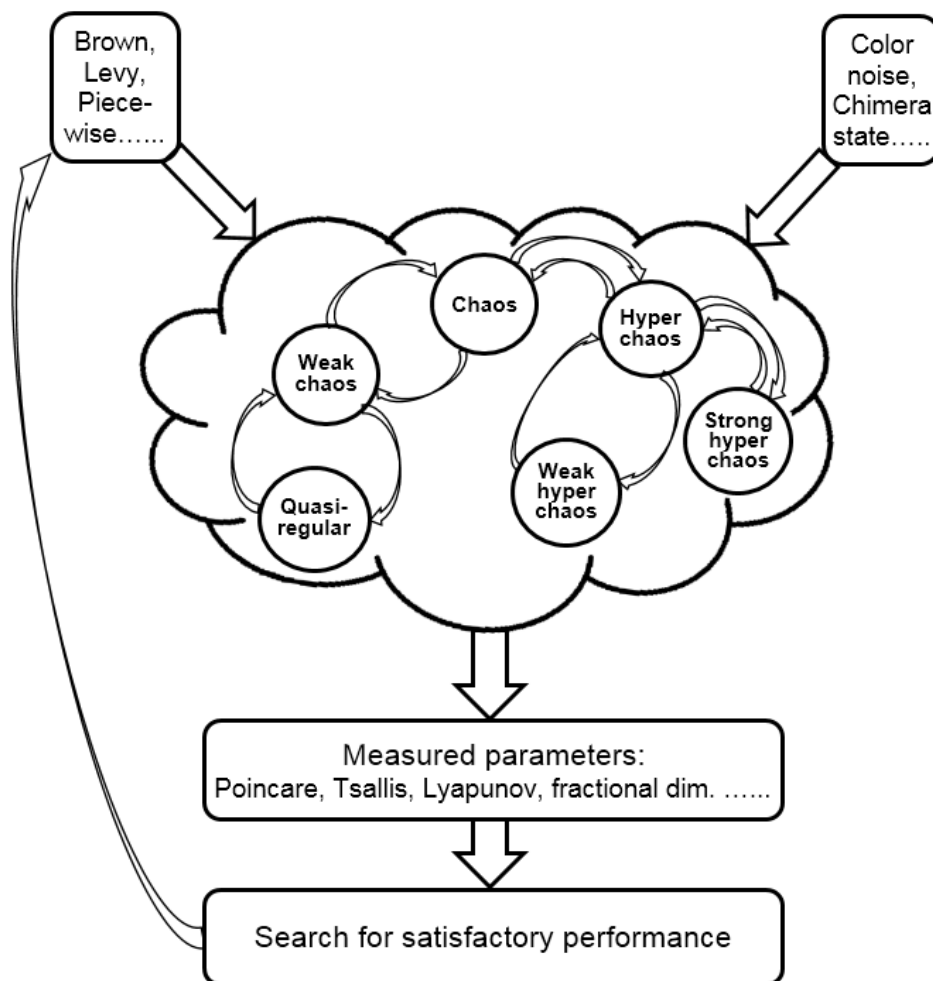 Brown,
Levy,
Piece-
wise…...
Color
noise,
Chimera
state…...
Chaos
Hyper
chaos
Weak
chaos
Strong
hyper
chaos
Weak
hyper
chaos
Quasi-
regular
Measured parameters:
Poincare, Tsallis, Lyapunov, fractional dim. …...
Search for satisfactory performance